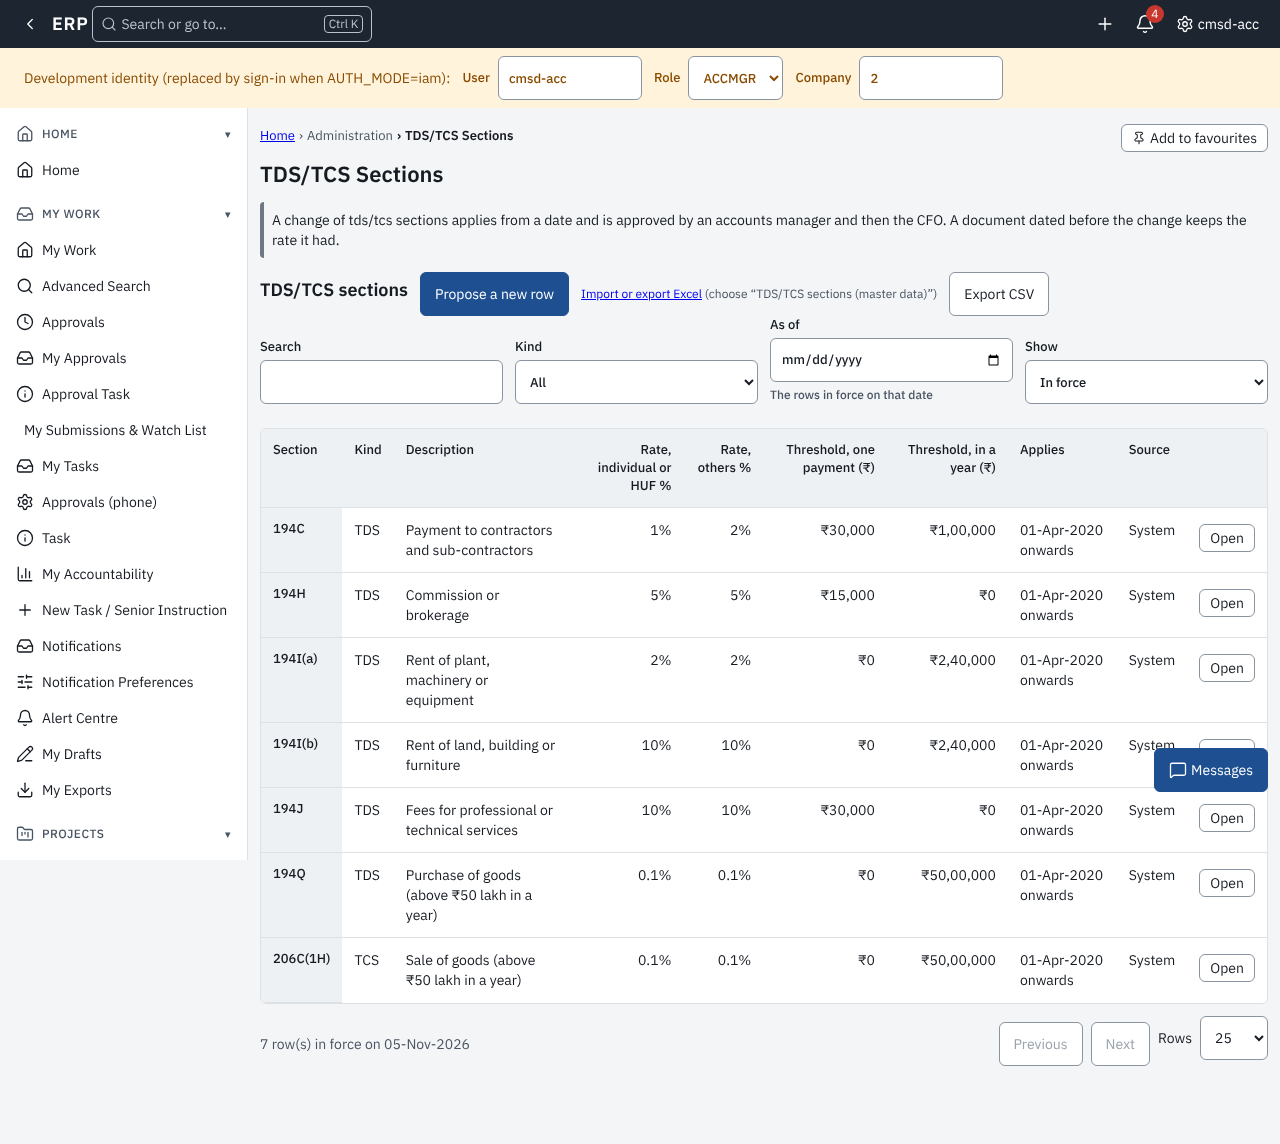 ERP
Search or go to...
Ctrl K
4
cmsd-acc
Development identity (replaced by sign-in when AUTH_MODE=iam):
User
cmsd-acc
Role
ACCMGR
Company
2
HOME
Home
MY WORK
My Work
Advanced Search
Approvals
My Approvals
Approval Task
My Submissions & Watch List
My Tasks
Approvals (phone)
Task
My Accountability
New Task / Senior Instruction
Notifications
Notification Preferences
Alert Centre
My Drafts
My Exports
PROJECTS
Home › Administration › TDS/TCS Sections
Add to favourites
TDS/TCS Sections
A change of tds/tcs sections applies from a date and is approved by an accounts manager and then the CFO. A document dated before the change keeps the
rate it had.
TDS/TCS sections
Propose a new row
Import or export Excel (choose “TDS/TCS sections (master data)”)
Export CSV
Search
Kind
All
As of
mm/dd/yyyy
The rows in force on that date
Show
In force
Section Kind Description Rate, individual or HUF % Rate, others % Threshold, one payment (₹) Threshold, in a year (₹) Applies Source
194C TDS Payment to contractors and sub-contractors 1% 2% ₹30,000 ₹1,00,000 01-Apr-2020 onwards System Open
194H TDS Commission or brokerage 5% 5% ₹15,000 ₹0 01-Apr-2020 onwards System Open
194I(a) TDS Rent of plant, machinery or equipment 2% 2% ₹0 ₹2,40,000 01-Apr-2020 onwards System Open
194I(b) TDS Rent of land, building or furniture 10% 10% ₹0 ₹2,40,000 01-Apr-2020 onwards System
Messages
194J TDS Fees for professional or technical services 10% 10% ₹30,000 ₹0 01-Apr-2020 onwards System Open
194Q TDS Purchase of goods (above ₹50 lakh in a year) 0.1% 0.1% ₹0 ₹50,00,000 01-Apr-2020 onwards System Open
206C(1H) TCS Sale of goods (above ₹50 lakh in a year) 0.1% 0.1% ₹0 ₹50,00,000 01-Apr-2020 onwards System Open
7 row(s) in force on 05-Nov-2026
Previous
Next
Rows
25